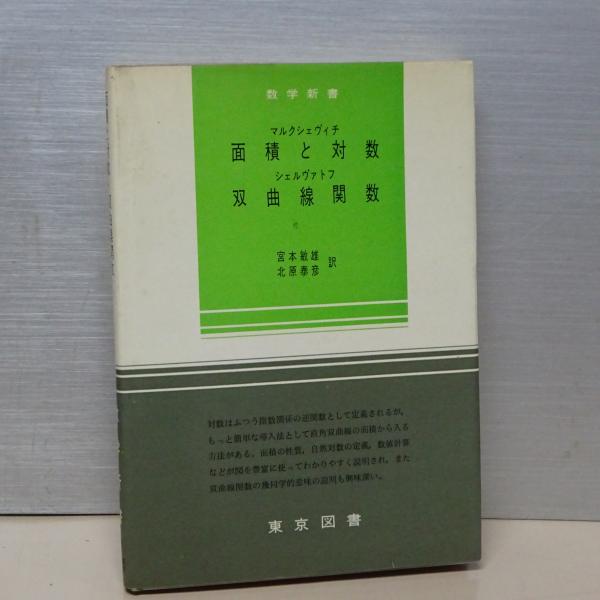 数学新書
マルクシェヴィチ
面積と対数
シェルヴァトフ
双曲線関数
宮本敏雄
北原泰彦
訳
対数はふつう指数関係の逆関数として定義されるが、
もっと簡単な導入法として直角双曲線の面積から入る
方法がある。面積の性質、自然対数の定義、数値計算
などが図を豊富に使ってわかりやすく説明され、また
双曲線関数の幾何学的意味の説明も興味深い。
東京図書